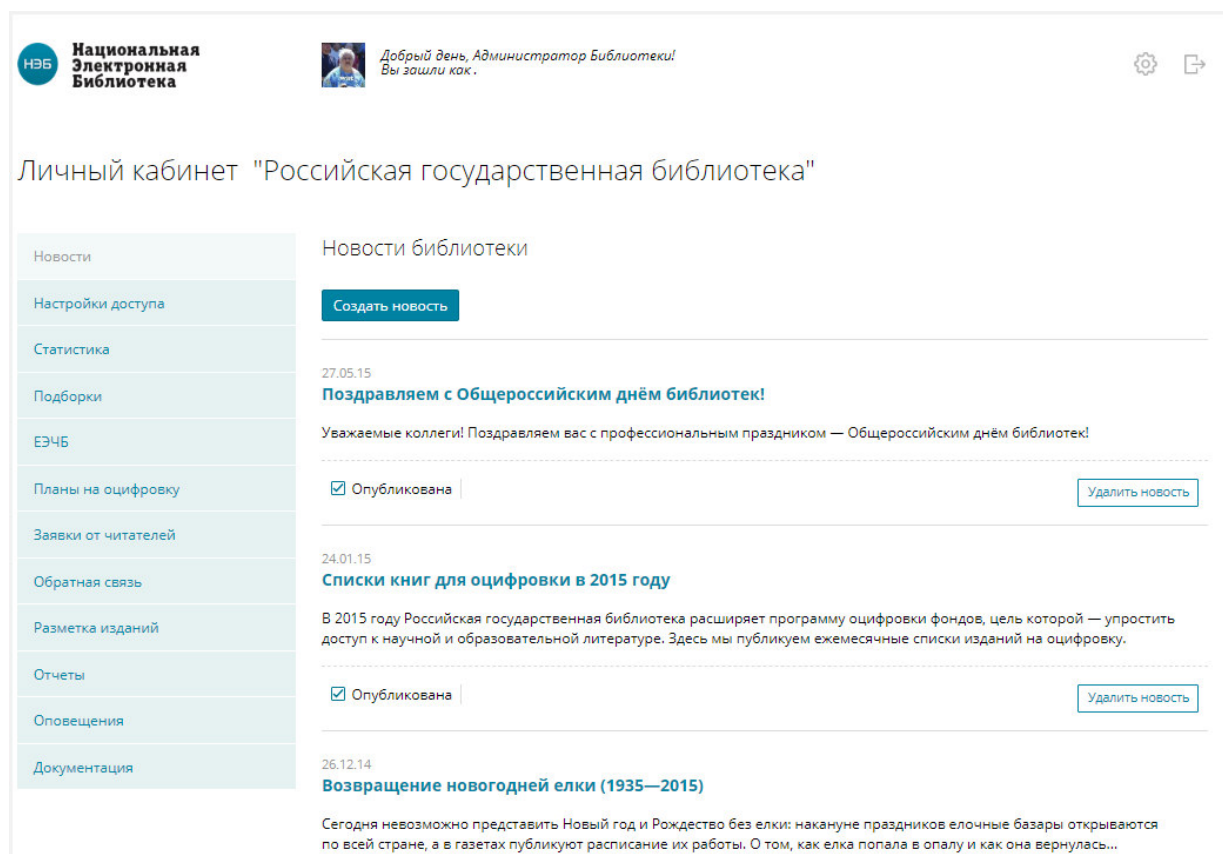 НЭБ
Национальная
Электронная
Библиотека
Добрый день, Администратор Библиотеки!
Вы зашли как .
Личный кабинет "Российская государственная библиотека"
Новости
Настройки доступа
Статистика
Подборки
ЕЭЧБ
Планы на оцифровку
Заявки от читателей
Обратная связь
Разметка изданий
Отчеты
Оповещения
Документация
Новости библиотеки
Создать новость
27.05.15
Поздравляем с Общероссийским днём библиотек!
Уважаемые коллеги! Поздравляем вас с профессиональным праздником — Общероссийским днём библиотек!
Опубликована
Удалить новость
24.01.15
Списки книг для оцифровки в 2015 году
В 2015 году Российская государственная библиотека расширяет программу оцифровки фондов, цель которой — упростить
доступ к научной и образовательной литературе. Здесь мы публикуем ежемесячные списки изданий на оцифровку.
Опубликована
Удалить новость
26.12.14
Возвращение новогодней елки (1935—2015)
Сегодня невозможно представить Новый год и Рождество без елки: накануне праздников елочные базары открываются
по всей стране, а в газетах публикуют расписание их работы. О том, как елка попала в опалу и как она вернулась...